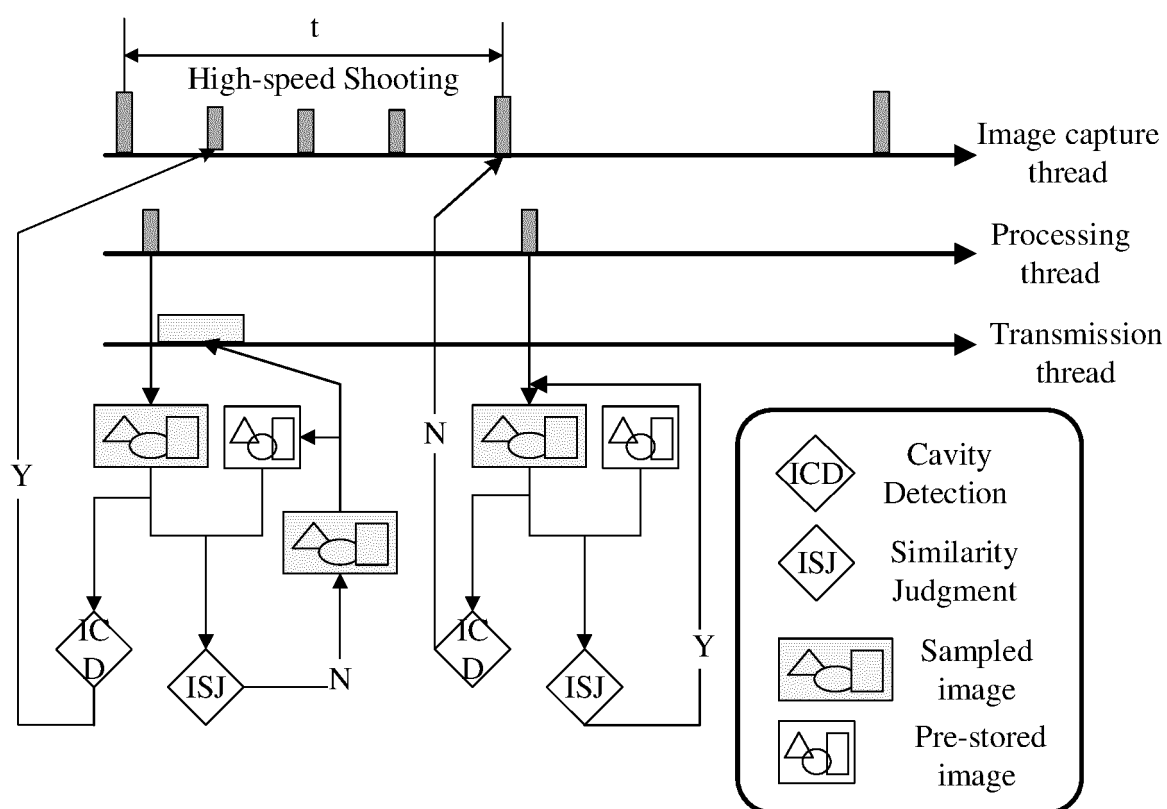 t
High-speed Shooting
Image capture
thread
Processing
thread
Transmission
thread
Y
N
IC
D
ISJ
N
IC
D
ISJ
Y
ICD
Cavity
Detection
ISJ
Similarity
Judgment
Sampled
image
Pre-stored
image